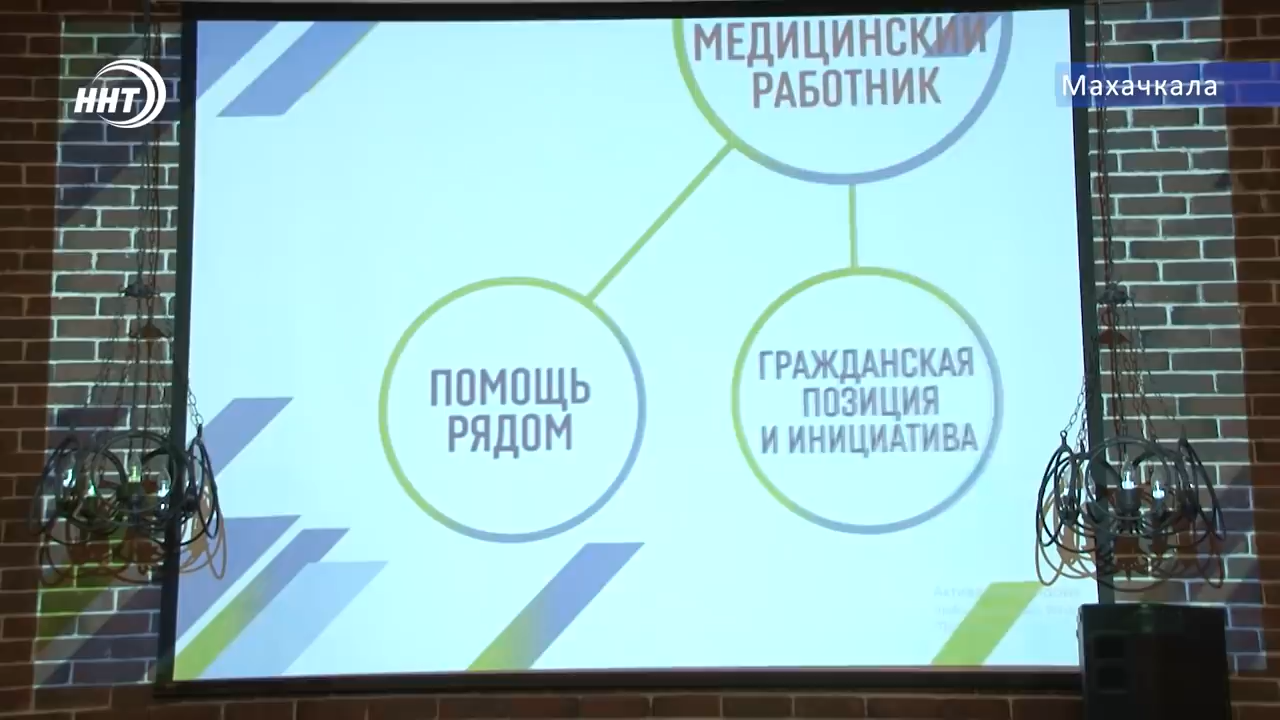 ННТ
Махачкала
МЕДИЦИНСКИЙ
РАБОТНИК
ПОМОЩЬ
РЯДОМ
ГРАЖДАНСКАЯ
ПОЗИЦИЯ
И ИНИЦИАТИВА